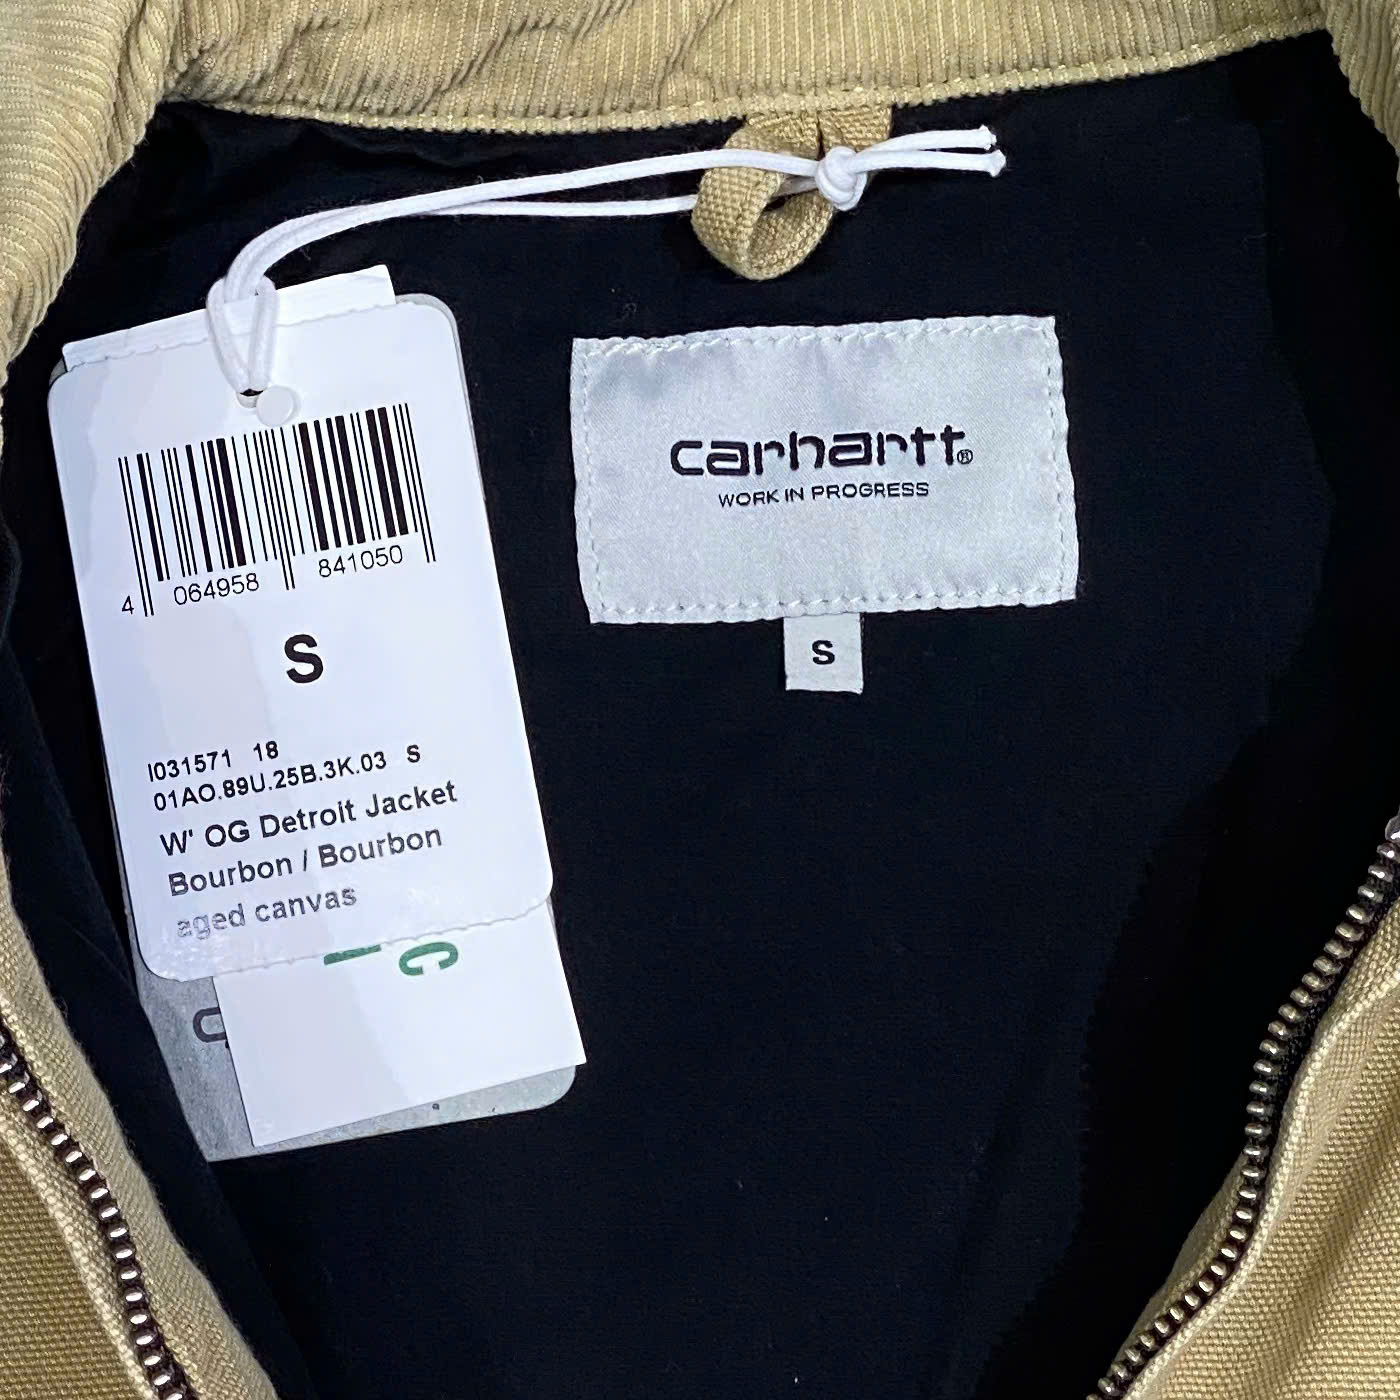 4 064958 841050
S
I031571 18
01AO.89U.25B.3K.03 S
W' OG Detroit Jacket
Bourbon / Bourbon
aged canvas
C
carhartt®
WORK IN PROGRESS
S